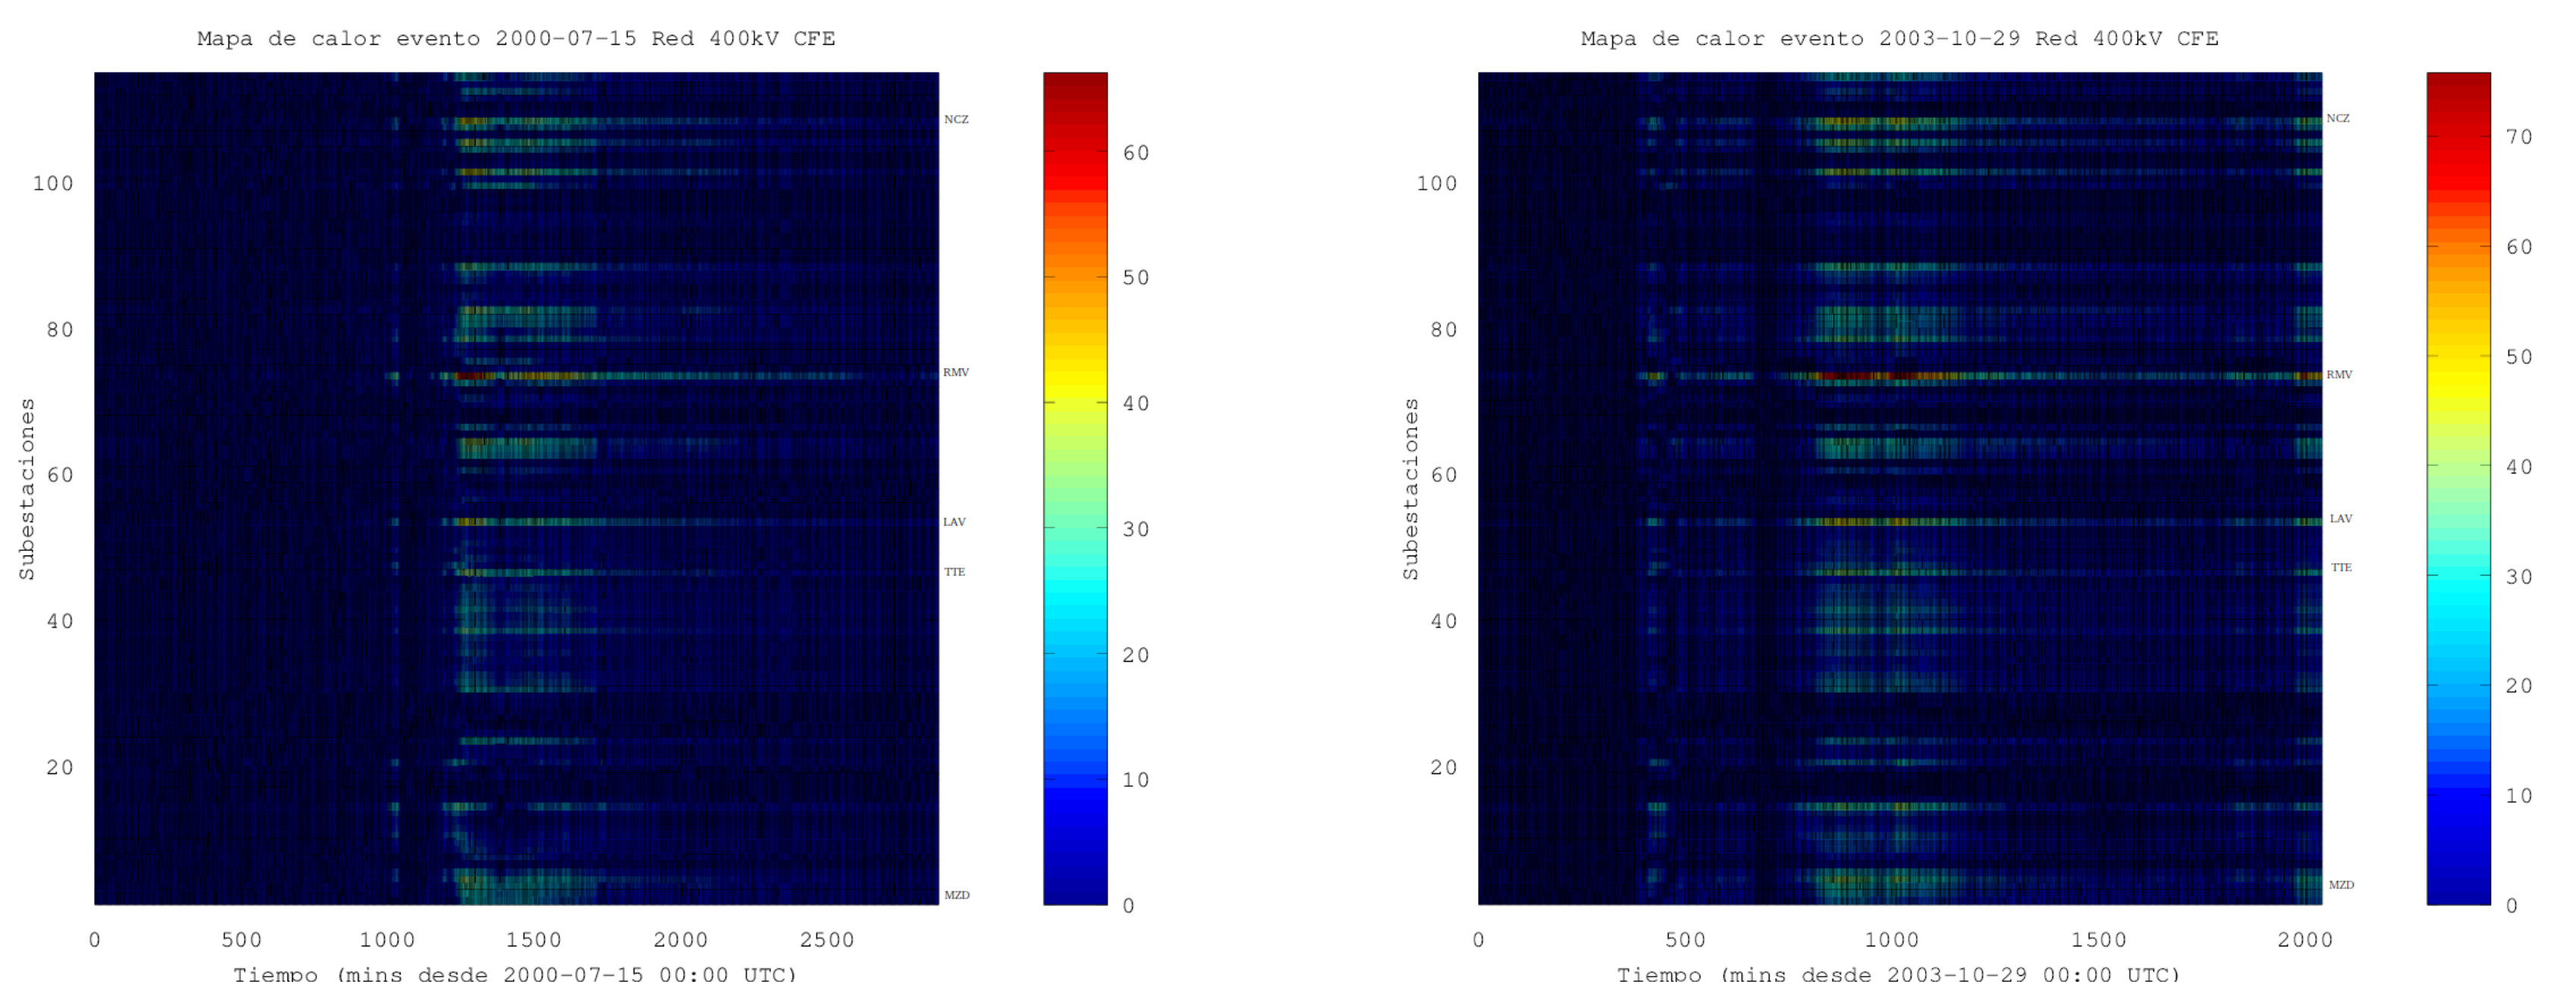 Mapa de calor evento 2000-07-15 Red 400kV CFE
NCZ
100
80
RMV
Subestaciones
60
LAV
TTE
40
20
MZD
0 500 1000 1500 2000 2500
Tiempo (mins desde 2000-07-15 00:00 UTC)
60
50
40
30
20
10
0
Mapa de calor evento 2003-10-29 Red 400kV CFE
NCZ
100
80
RMV
Subestaciones
60
LAV
TTE
40
20
MZD
0 500 1000 1500 2000
Tiempo (mins desde 2003-10-29 00:00 UTC)
70
60
50
40
30
20
10
0